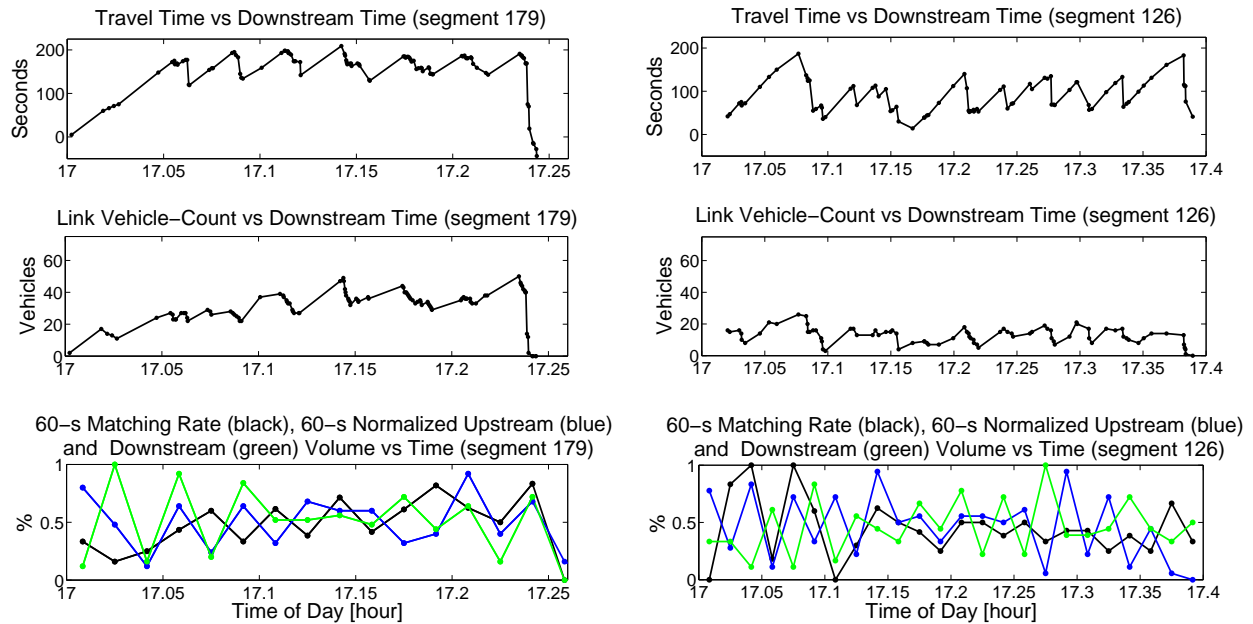 Travel Time vs Downstream Time (segment 179)
Seconds
200
100
0
17 17.05 17.1 17.15 17.2 17.25
Link Vehicle−Count vs Downstream Time (segment 179)
Vehicles
60
40
20
0
17 17.05 17.1 17.15 17.2 17.25
60−s Matching Rate (black), 60−s Normalized Upstream (blue)
and Downstream (green) Volume vs Time (segment 179)
%
1
0.5
0
17 17.05 17.1 17.15 17.2 17.25
Time of Day [hour]
Travel Time vs Downstream Time (segment 126)
Seconds
200
100
0
17 17.05 17.1 17.15 17.2 17.25 17.3 17.35 17.4
Link Vehicle−Count vs Downstream Time (segment 126)
Vehicles
60
40
20
0
17 17.05 17.1 17.15 17.2 17.25 17.3 17.35 17.4
60−s Matching Rate (black), 60−s Normalized Upstream (blue)
and Downstream (green) Volume vs Time (segment 126)
%
1
0.5
0
17 17.05 17.1 17.15 17.2 17.25 17.3 17.35 17.4
Time of Day [hour]